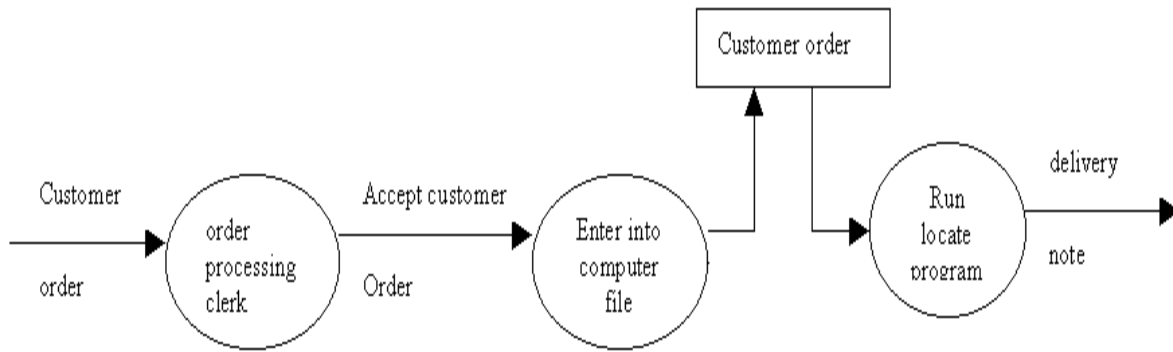 Customer order
Customer
order
order
processing
clerk
Accept customer
Order
Enter into
computer
file
Run
locate
program
delivery
note